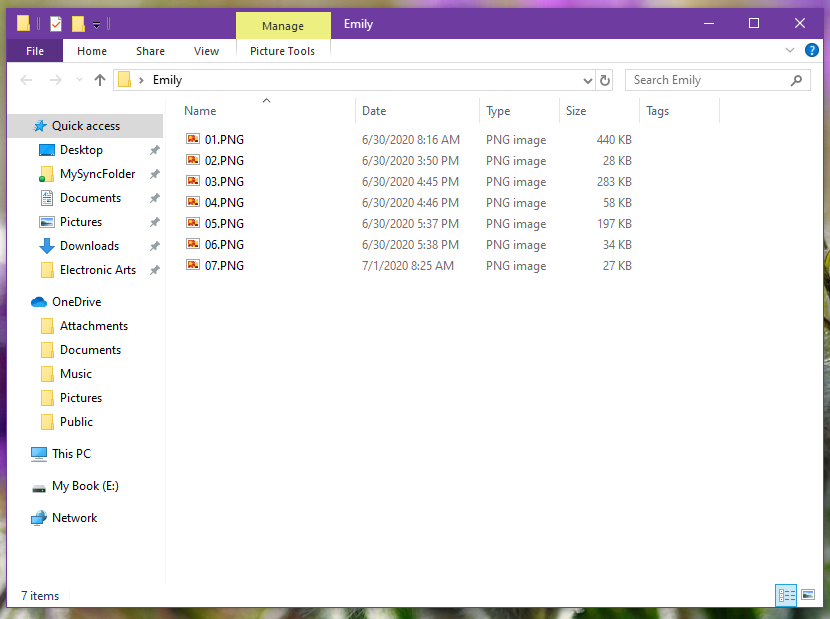 Manage Emily
File Home Share View Picture Tools
Emily Search Emily
Name Date Type Size Tags
Quick access
Desktop
MySyncFolder
Documents
Pictures
Downloads
Electronic Arts
OneDrive
Attachments
Documents
Music
Pictures
Public
This PC
My Book (E:)
Network
01.PNG 6/30/2020 8:16 AM PNG image 440 KB
02.PNG 6/30/2020 3:50 PM PNG image 28 KB
03.PNG 6/30/2020 4:45 PM PNG image 283 KB
04.PNG 6/30/2020 4:46 PM PNG image 58 KB
05.PNG 6/30/2020 5:37 PM PNG image 197 KB
06.PNG 6/30/2020 5:38 PM PNG image 34 KB
07.PNG 7/1/2020 8:25 AM PNG image 27 KB
7 items